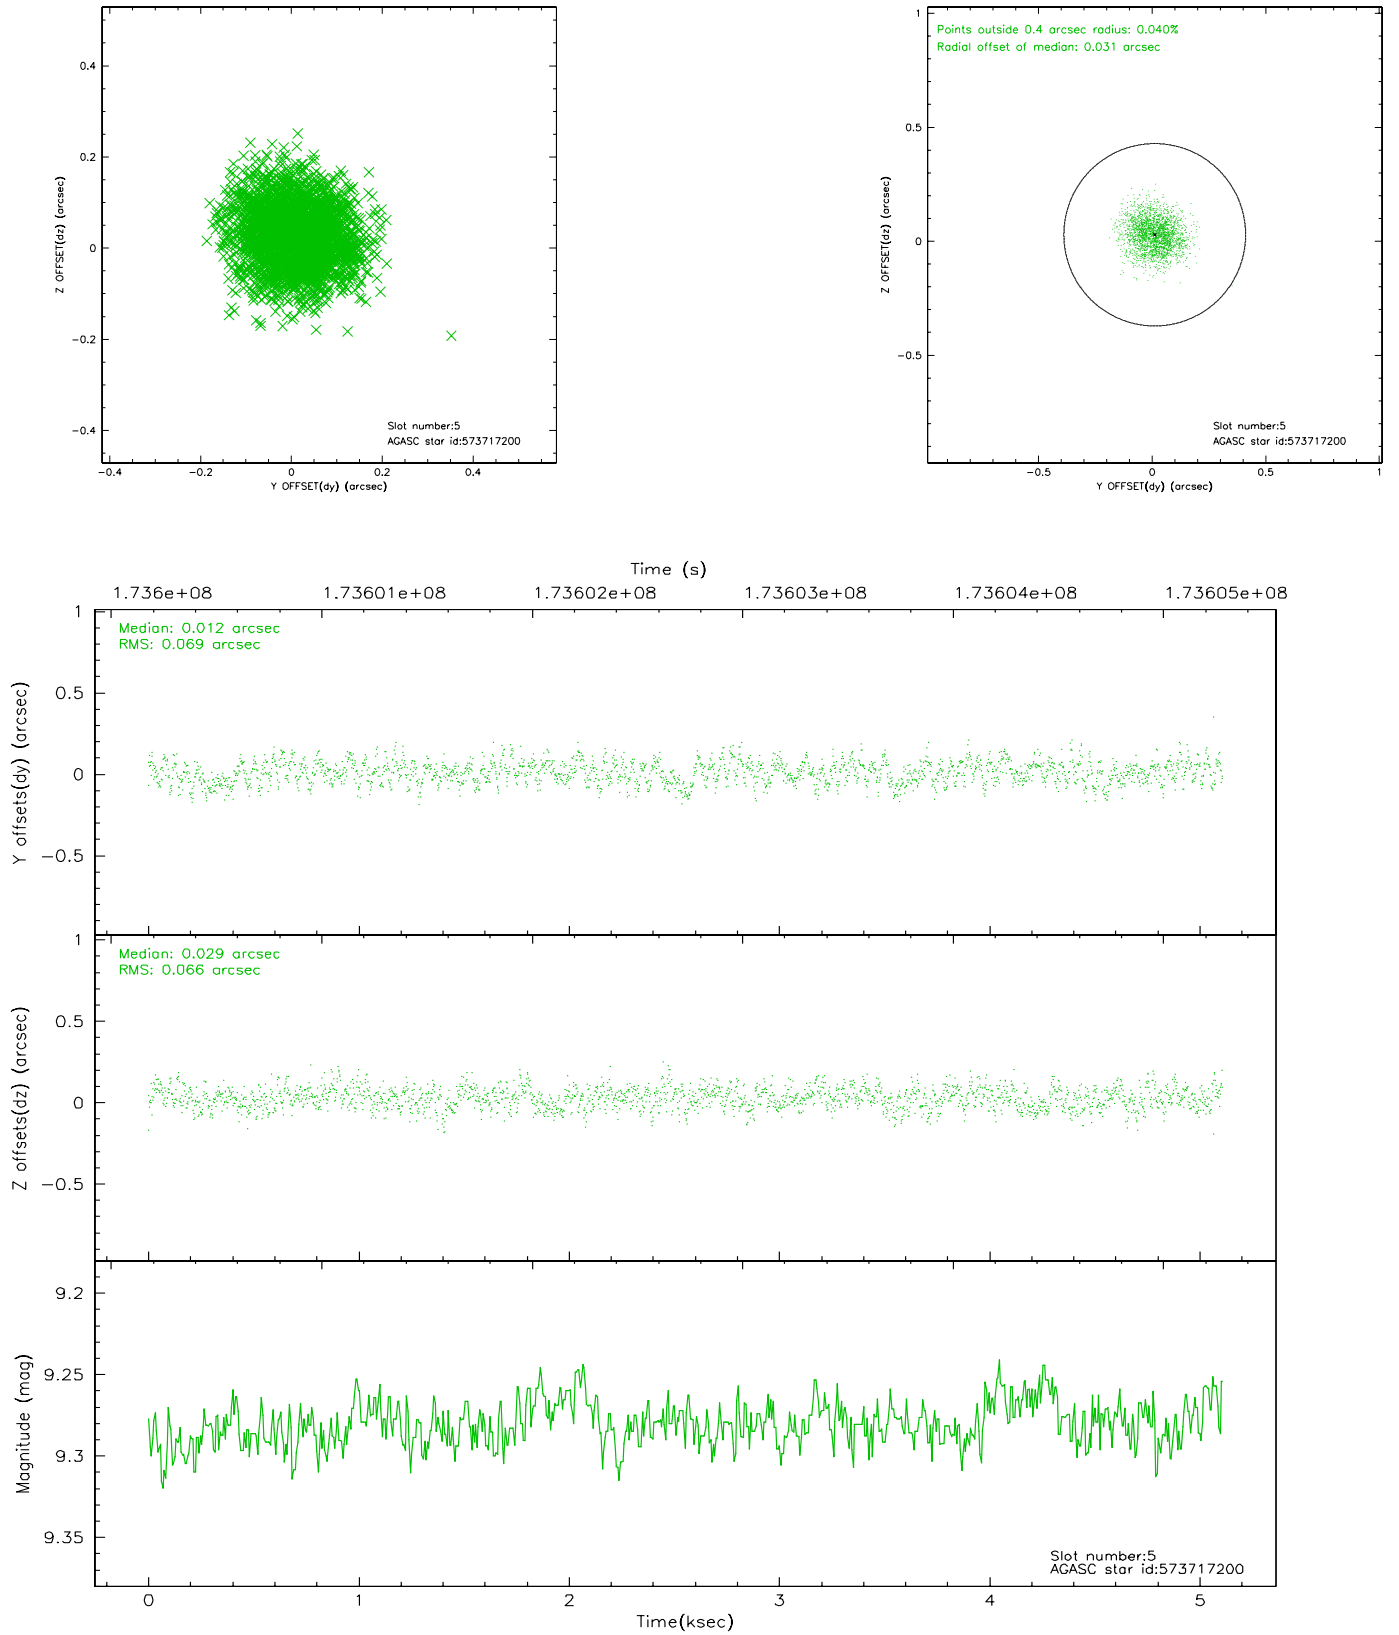 0.4
0.2
0
−0.2
−0.4
Z OFFSET(dz) (arcsec)
−0.4 −0.2 0 0.2 0.4
Y OFFSET(dy) (arcsec)
Slot number:5
AGASC star id:573717200
Points outside 0.4 arcsec radius: 0.040%
Radial offset of median: 0.031 arcsec
1
0.5
0
−0.5
Z OFFSET(dz) (arcsec)
−0.5 0 0.5 1
Y OFFSET(dy) (arcsec)
Slot number:5
AGASC star id:573717200
Time (s)
1.736e+08 1.73601e+08 1.73602e+08 1.73603e+08 1.73604e+08 1.73605e+08
Median: 0.012 arcsec
RMS: 0.069 arcsec
1
0.5
0
−0.5
Y offsets(dy) (arcsec)
Median: 0.029 arcsec
RMS: 0.066 arcsec
1
0.5
0
−0.5
Z offsets(dz) (arcsec)
9.2
9.25
9.3
9.35
Magnitude (mag)
Slot number:5
AGASC star id:573717200
0 1 2 3 4 5
Time(ksec)